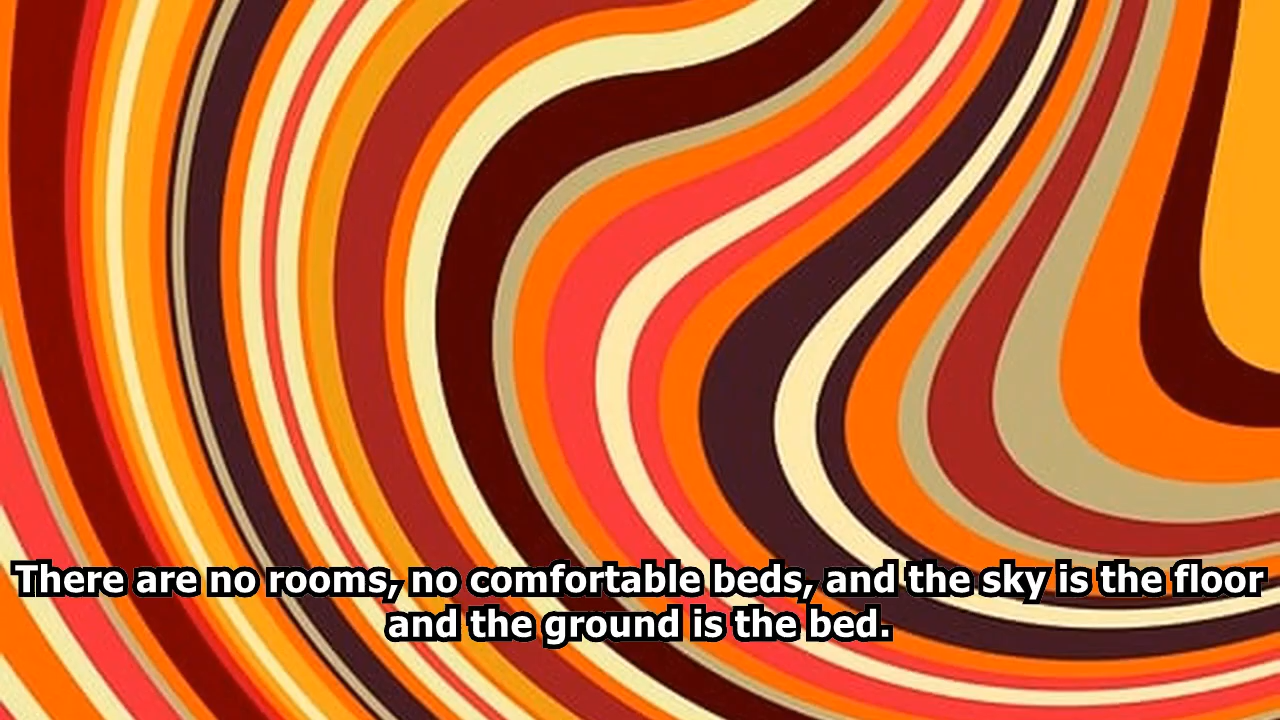 There are no rooms, no comfortable beds, and the sky is the floor
and the ground is the bed.